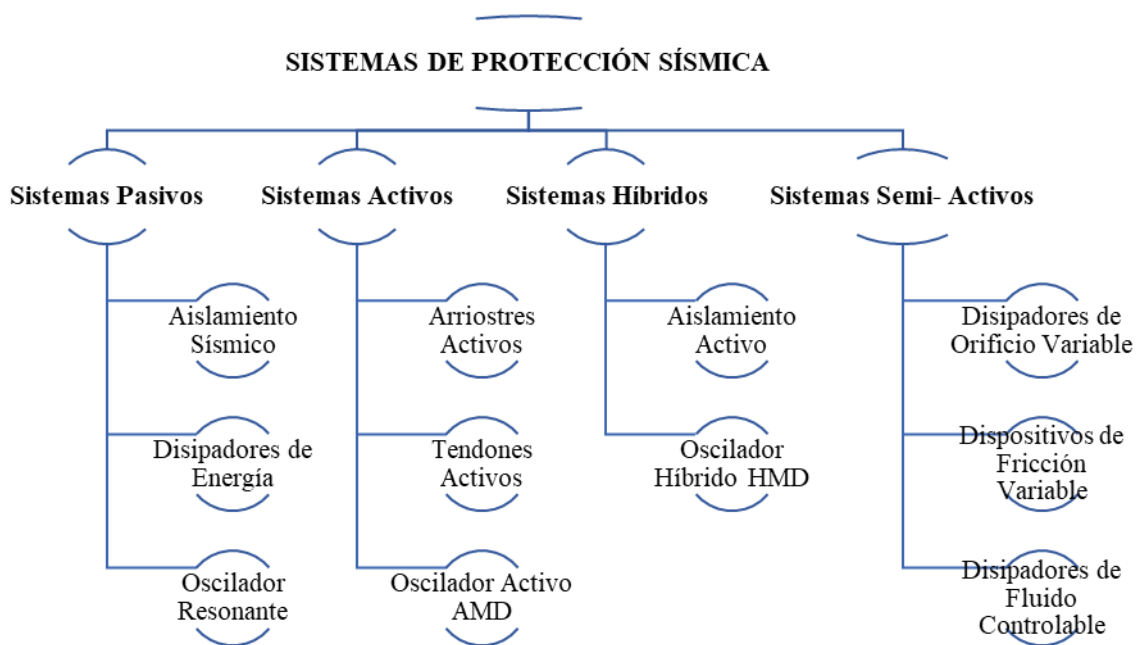 SISTEMAS DE PROTECCIÓN SÍSMICA
Sistemas Pasivos
Sistemas Activos
Sistemas Híbridos
Sistemas Semi- Activos
Aislamiento
Sísmico
Arriostres
Activos
Aislamiento
Activo
Disipadores de
Orificio Variable
Disipadores de
Energía
Tendones
Activos
Oscilador
Híbrido HMD
Dispositivos de
Fricción
Variable
Oscilador
Resonante
Oscilador Activo
AMD
Disipadores de
Fluido
Controlable